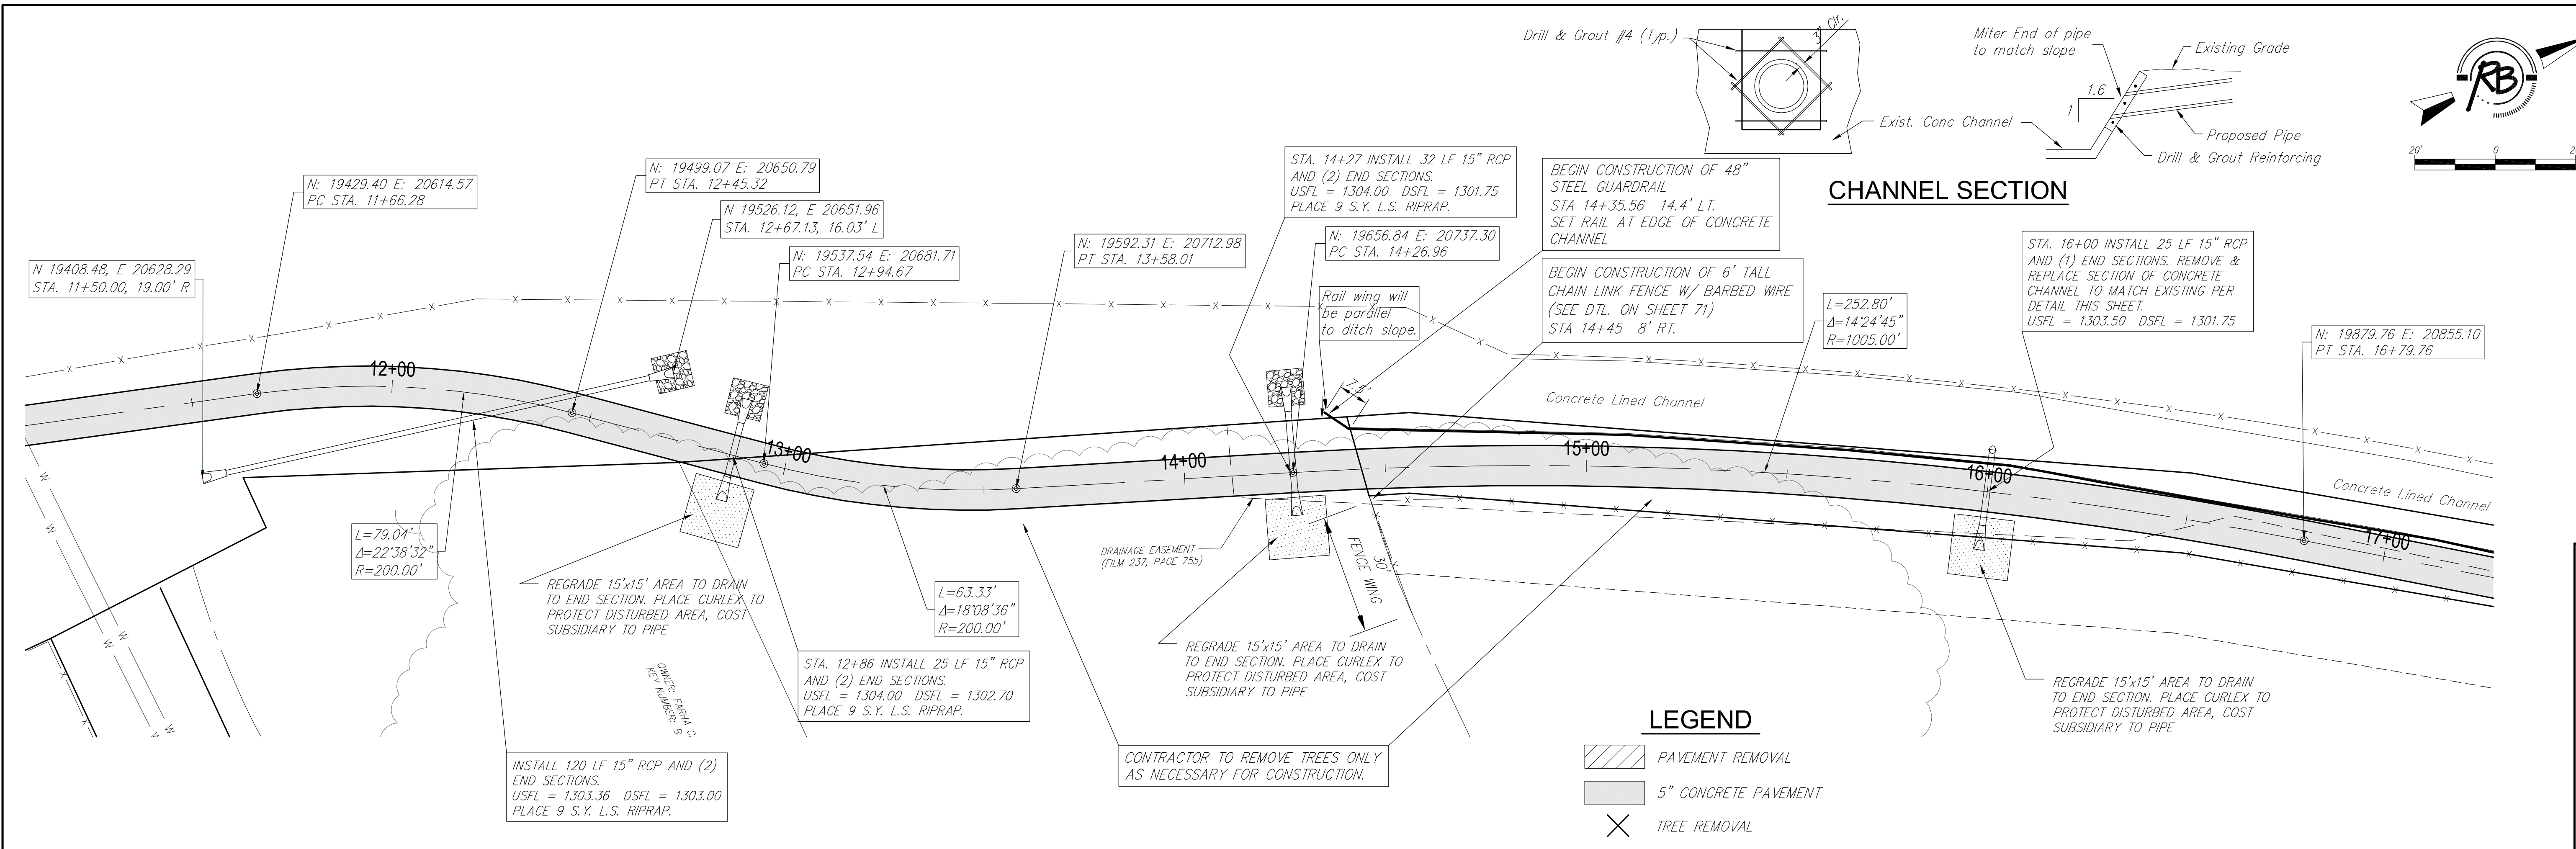 Drill & Grout #4 (Typ.)
3" Clr.
Exist. Conc Channel
Miter End of pipe
to match slope
Existing Grade
1.6
1
Proposed Pipe
Drill & Grout Reinforcing
CHANNEL SECTION
RB
20'
0
N 19408.48, E 20628.29
STA. 11+50.00, 19.00' R
N: 19429.40 E: 20614.57
PC STA. 11+66.28
N: 19499.07 E: 20650.79
PT STA. 12+45.32
N 19526.12, E 20651.96
STA. 12+67.13, 16.03' L
N: 19537.54 E: 20681.71
PC STA. 12+94.67
N: 19592.31 E: 20712.98
PT STA. 13+58.01
STA. 14+27 INSTALL 32 LF 15" RCP
AND (2) END SECTIONS.
USFL = 1304.00 DSFL = 1301.75
PLACE 9 S.Y. L.S. RIPRAP.
N: 19656.84 E: 20737.30
PC STA. 14+26.96
Rail wing will
be parallel
to ditch slope.
BEGIN CONSTRUCTION OF 48"
STEEL GUARDRAIL
STA 14+35.56 14.4' LT.
SET RAIL AT EDGE OF CONCRETE
CHANNEL
BEGIN CONSTRUCTION OF 6' TALL
CHAIN LINK FENCE W/ BARBED WIRE
(SEE DTL. ON SHEET 71)
STA 14+45 8' RT.
L=252.80'
Δ=14°24'45"
R=1005.00'
STA. 16+00 INSTALL 25 LF 15" RCP
AND (1) END SECTIONS. REMOVE &
REPLACE SECTION OF CONCRETE
CHANNEL TO MATCH EXISTING PER
DETAIL THIS SHEET.
USFL = 1303.50 DSFL = 1301.75
N: 19879.76 E: 20855.10
PT STA. 16+79.76
7.5'
Concrete Lined Channel
Concrete Lined Channel
12+00
13+00
14+00
15+00
16+00
17+00
L=79.04'
Δ=22°38'32"
R=200.00'
REGRADE 15'x15' AREA TO DRAIN
TO END SECTION. PLACE CURLEX TO
PROTECT DISTURBED AREA, COST
SUBSIDIARY TO PIPE
L=63.33'
Δ=18°08'36"
R=200.00'
DRAINAGE EASEMENT
(FILM 237, PAGE 755)
30'
FENCE WING
REGRADE 15'x15' AREA TO DRAIN
TO END SECTION. PLACE CURLEX TO
PROTECT DISTURBED AREA, COST
SUBSIDIARY TO PIPE
REGRADE 15'x15' AREA TO DRAIN
TO END SECTION. PLACE CURLEX TO
PROTECT DISTURBED AREA, COST
SUBSIDIARY TO PIPE
OWNER: FARHA C.
KEY NUMBER: B
STA. 12+86 INSTALL 25 LF 15" RCP
AND (2) END SECTIONS.
USFL = 1304.00 DSFL = 1302.70
PLACE 9 S.Y. L.S. RIPRAP.
INSTALL 120 LF 15" RCP AND (2)
END SECTIONS.
USFL = 1303.36 DSFL = 1303.00
PLACE 9 S.Y. L.S. RIPRAP.
CONTRACTOR TO REMOVE TREES ONLY
AS NECESSARY FOR CONSTRUCTION.
LEGEND
PAVEMENT REMOVAL
5" CONCRETE PAVEMENT
TREE REMOVAL